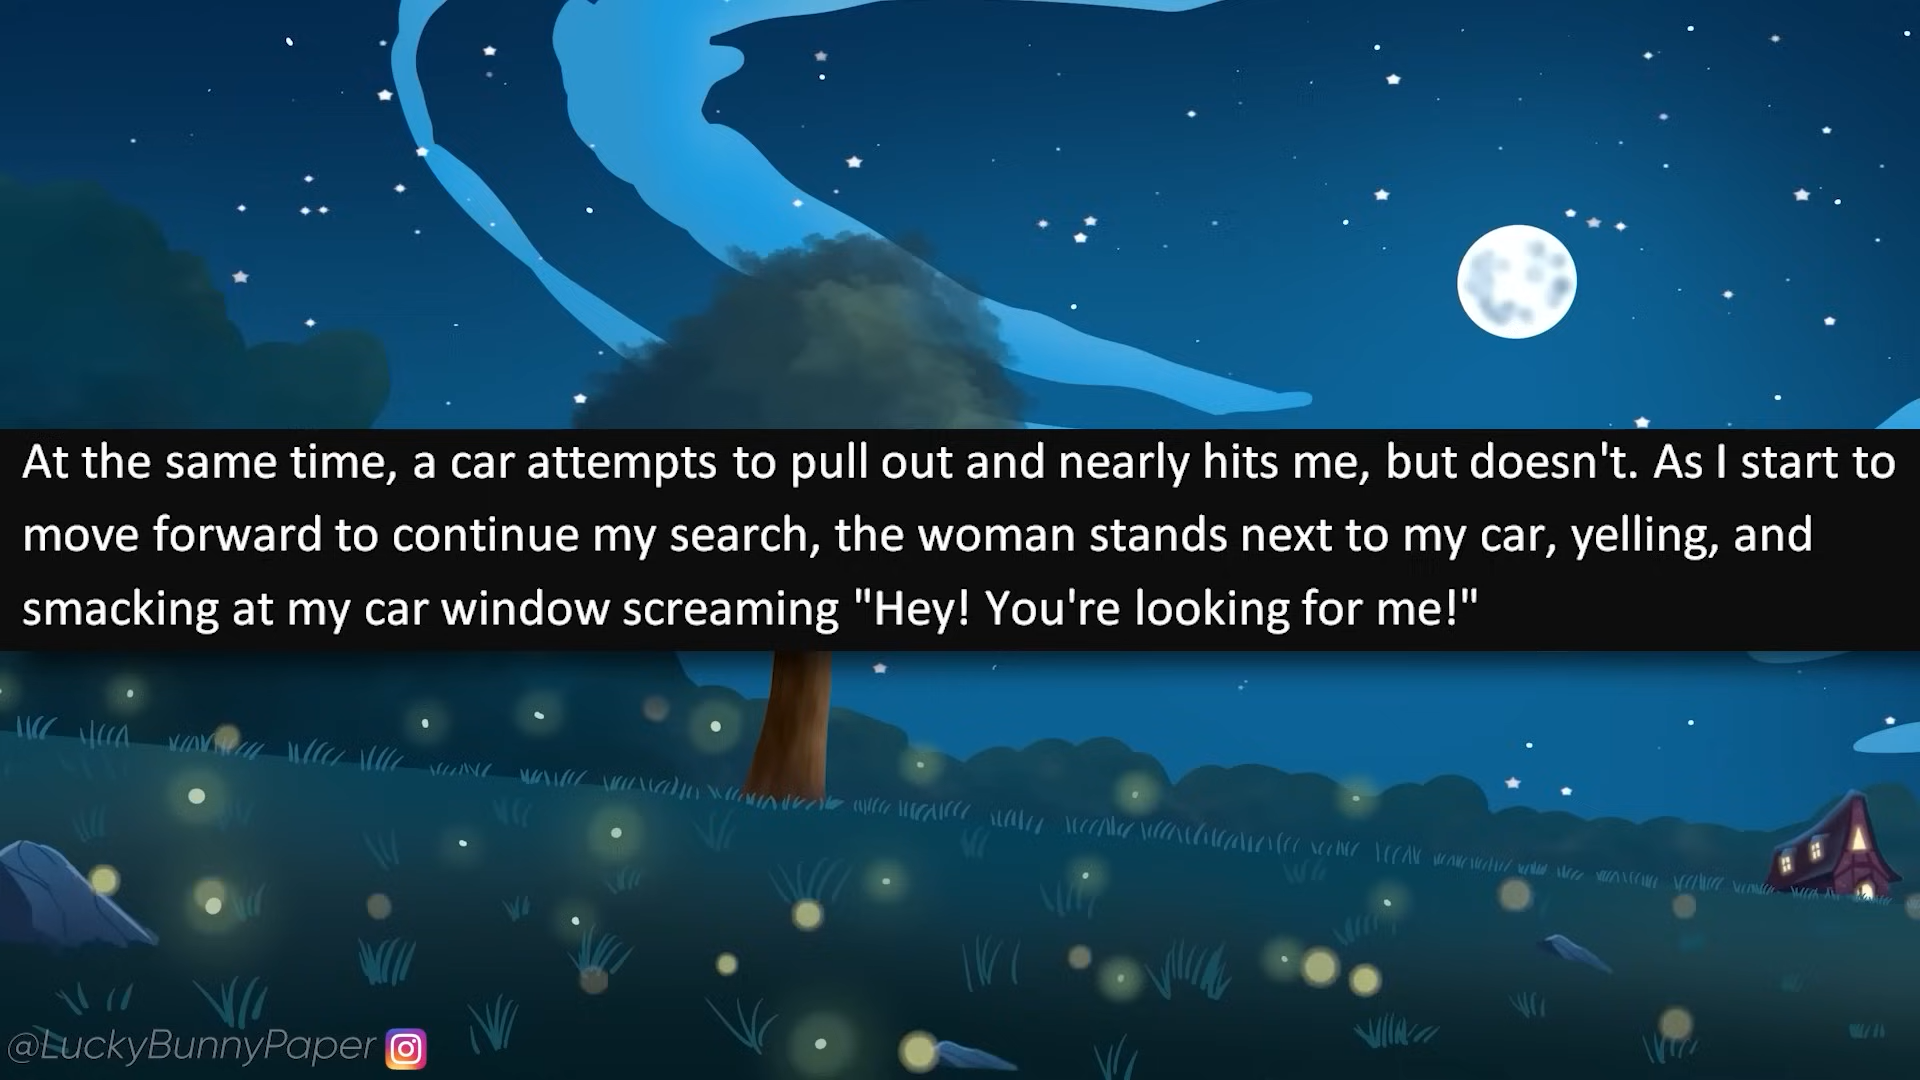 At the same time, a car attempts to pull out and nearly hits me, but doesn't. As I start to
move forward to continue my search, the woman stands next to my car, yelling, and
smacking at my car window screaming "Hey! You're looking for me!"
@LuckyBunnyPaper